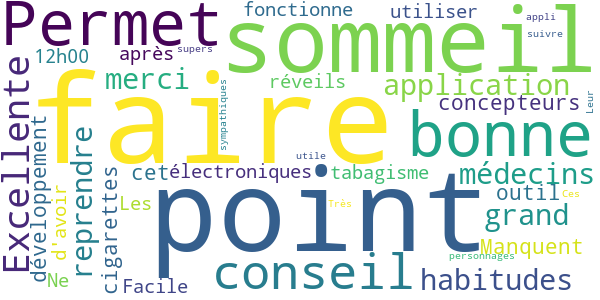 Permet
fonctionne
utiliser
appli
suivre
sommeil
12h00
après
supers
merci
réveils
application
Leur
Excellente
faire
sympathiques
concepteurs
bonne
développement
reprendre
cet
électroniques
utile
tabagisme
médecins
d'avoir
cigarettes
Les
point
Très
outil
Ces
grand
Manquent
personnages
Ne
Facile
conseil
habitudes